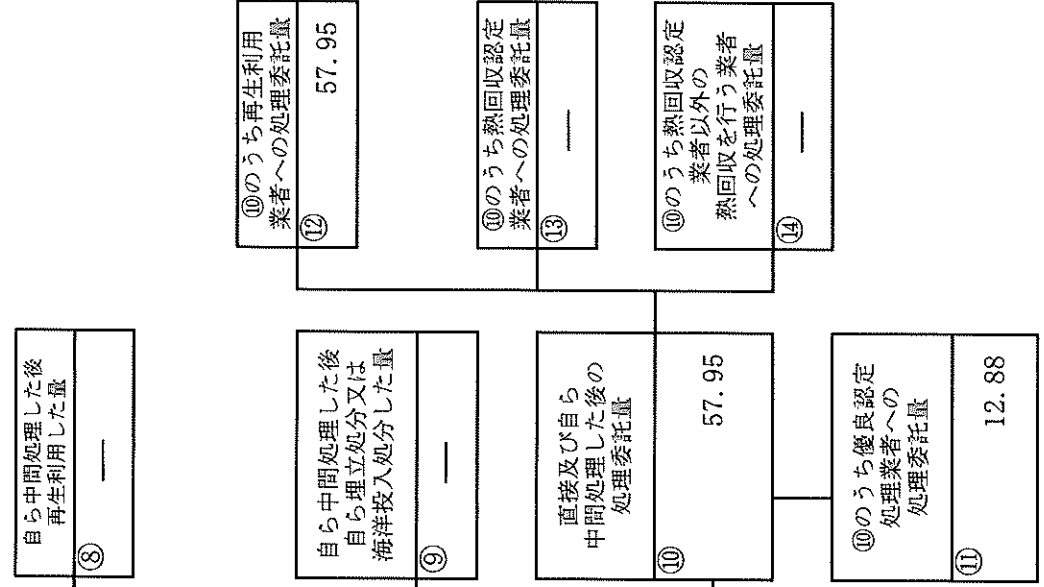 自ら中間処理した後
再生利用した量
⑧
—
自ら中間処理した後
自ら埋立処分又は
海洋投入処分した量
⑨
—
直接及び自ら
中間処理した後の
処理委託量
⑩
57.95
⑩のうち優良認定
処理業者への
処理委託量
⑪
12.88
⑩のうち再生利用
業者への処理委託量
⑫
57.95
⑩のうち熱回収認定
業者への処理委託量
⑬
—
⑩のうち熱回収認定
業者以外の
熱回収を行う業者
への処理委託量
⑭
—